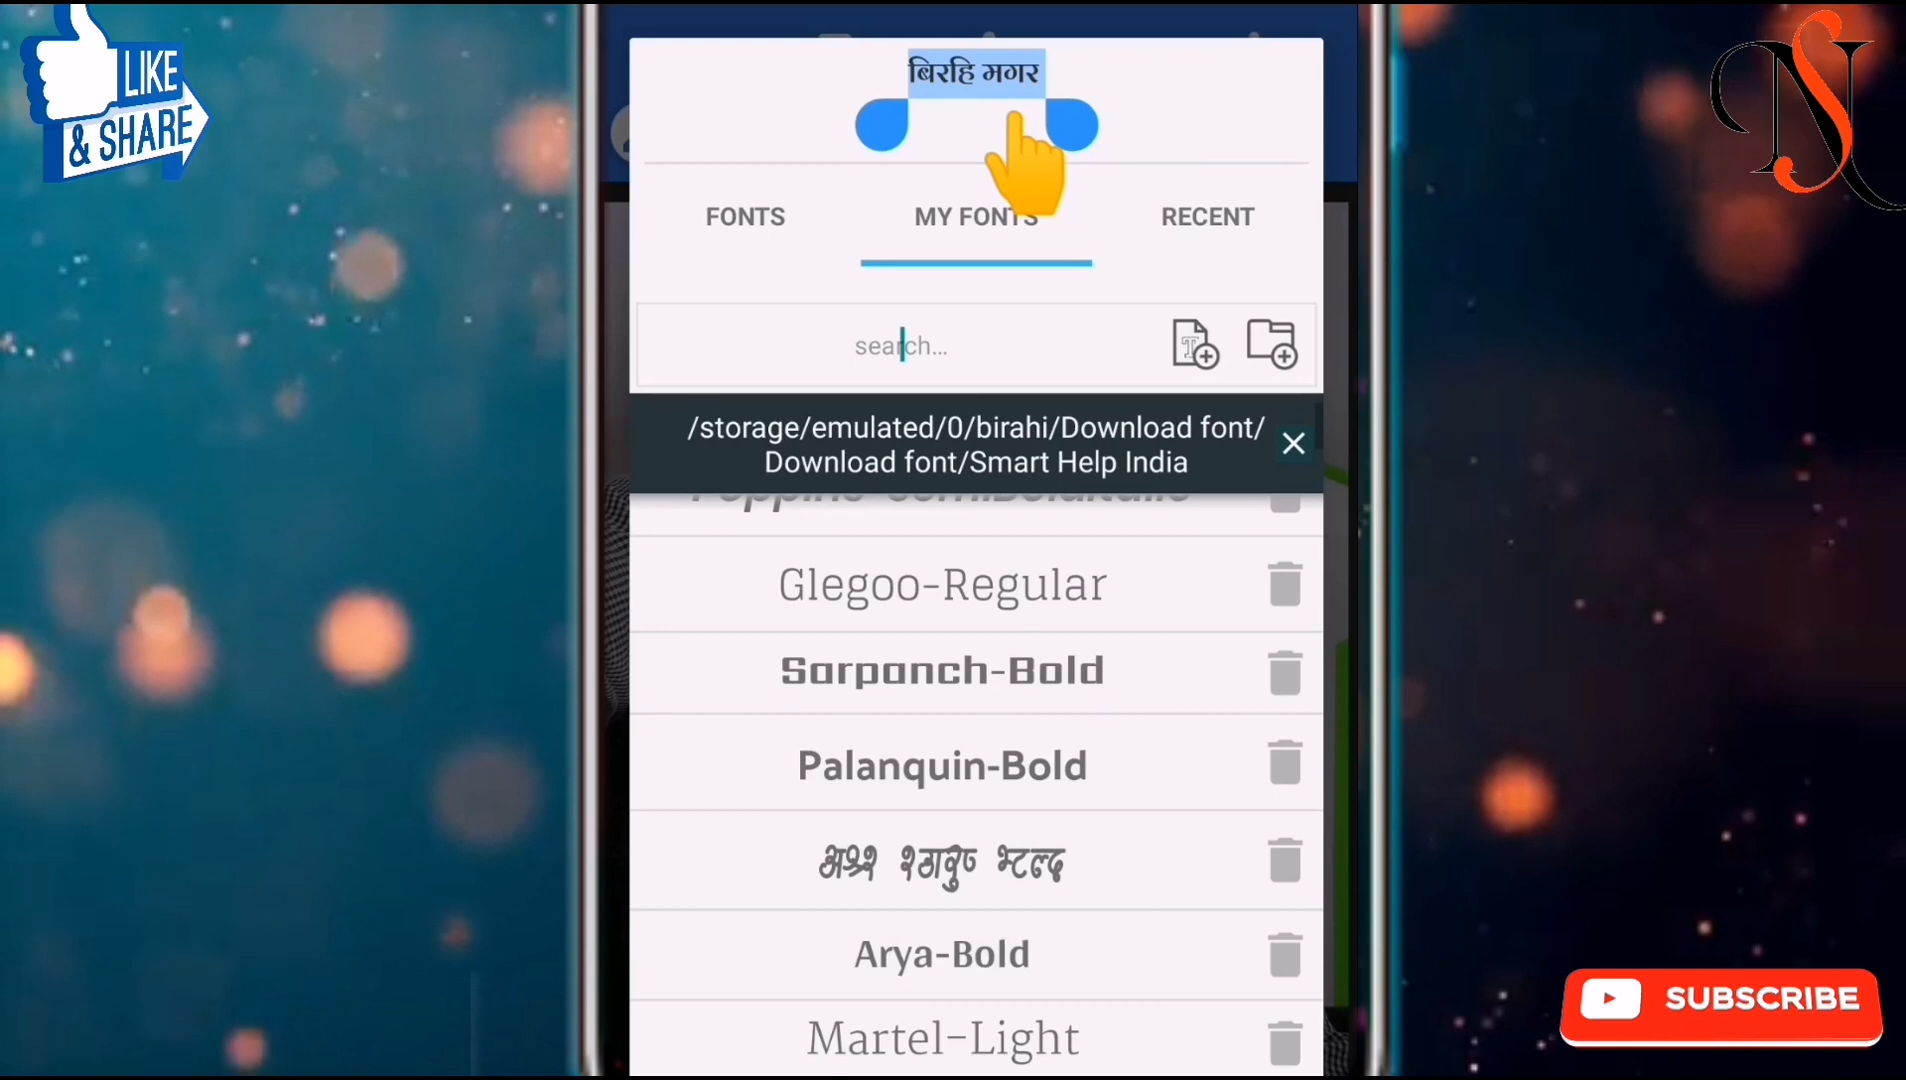 LIKE
& SHARE
बिरहि मगर
FONTS
MY FONTS
RECENT
search...
/storage/emulated/0/birahi/Download font/
Download font/Smart Help India
Glegoo-Regular
Sarpanch-Bold
Palanquin-Bold
Arya-Bold
Martel-Light
SUBSCRIBE